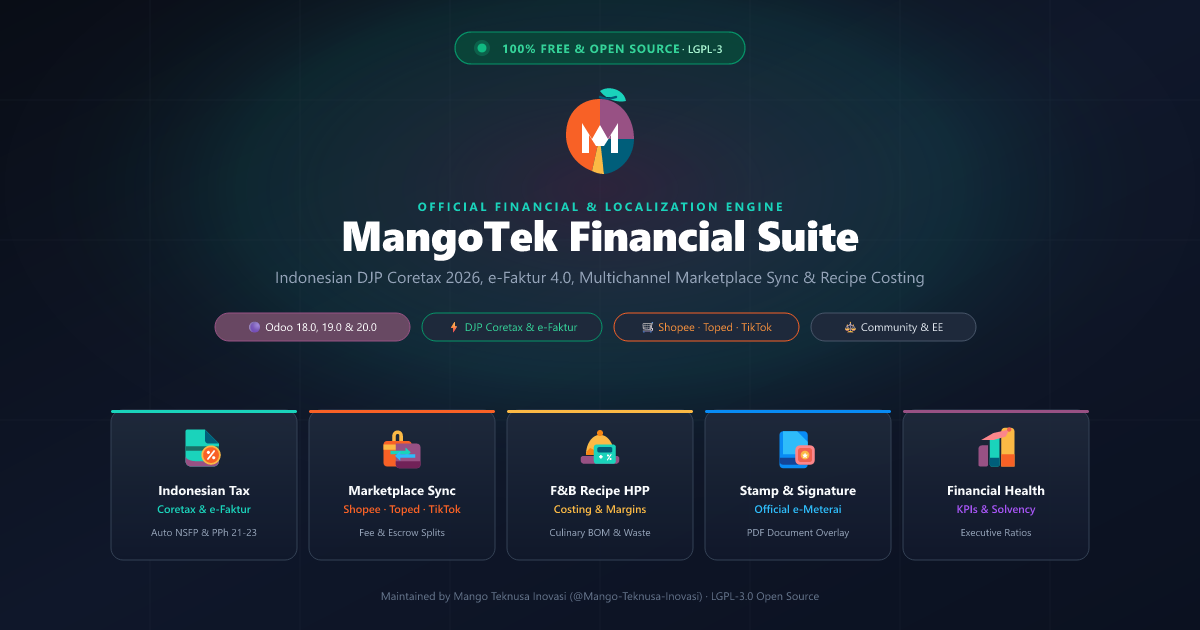 100% FREE & OPEN SOURCE · LGPL-3
M
OFFICIAL FINANCIAL & LOCALIZATION ENGINE
MangoTek Financial Suite
Indonesian DJP Coretax 2026, e-Faktur 4.0, Multichannel Marketplace Sync & Recipe Costing
Odoo 18.0, 19.0 & 20.0
DJP Coretax & e-Faktur
Shopee · Toped · TikTok
Community & EE
Indonesian Tax
Coretax & e-Faktur
Auto NSFP & PPh 21-23
Marketplace Sync
Shopee · Toped · TikTok
Fee & Escrow Splits
F&B Recipe HPP
Costing & Margins
Culinary BOM & Waste
Stamp & Signature
Official e-Meterai
PDF Document Overlay
Financial Health
KPIs & Solvency
Executive Ratios
Maintained by Mango Teknusa Inovasi (@Mango-Teknusa-Inovasi) · LGPL-3.0 Open Source